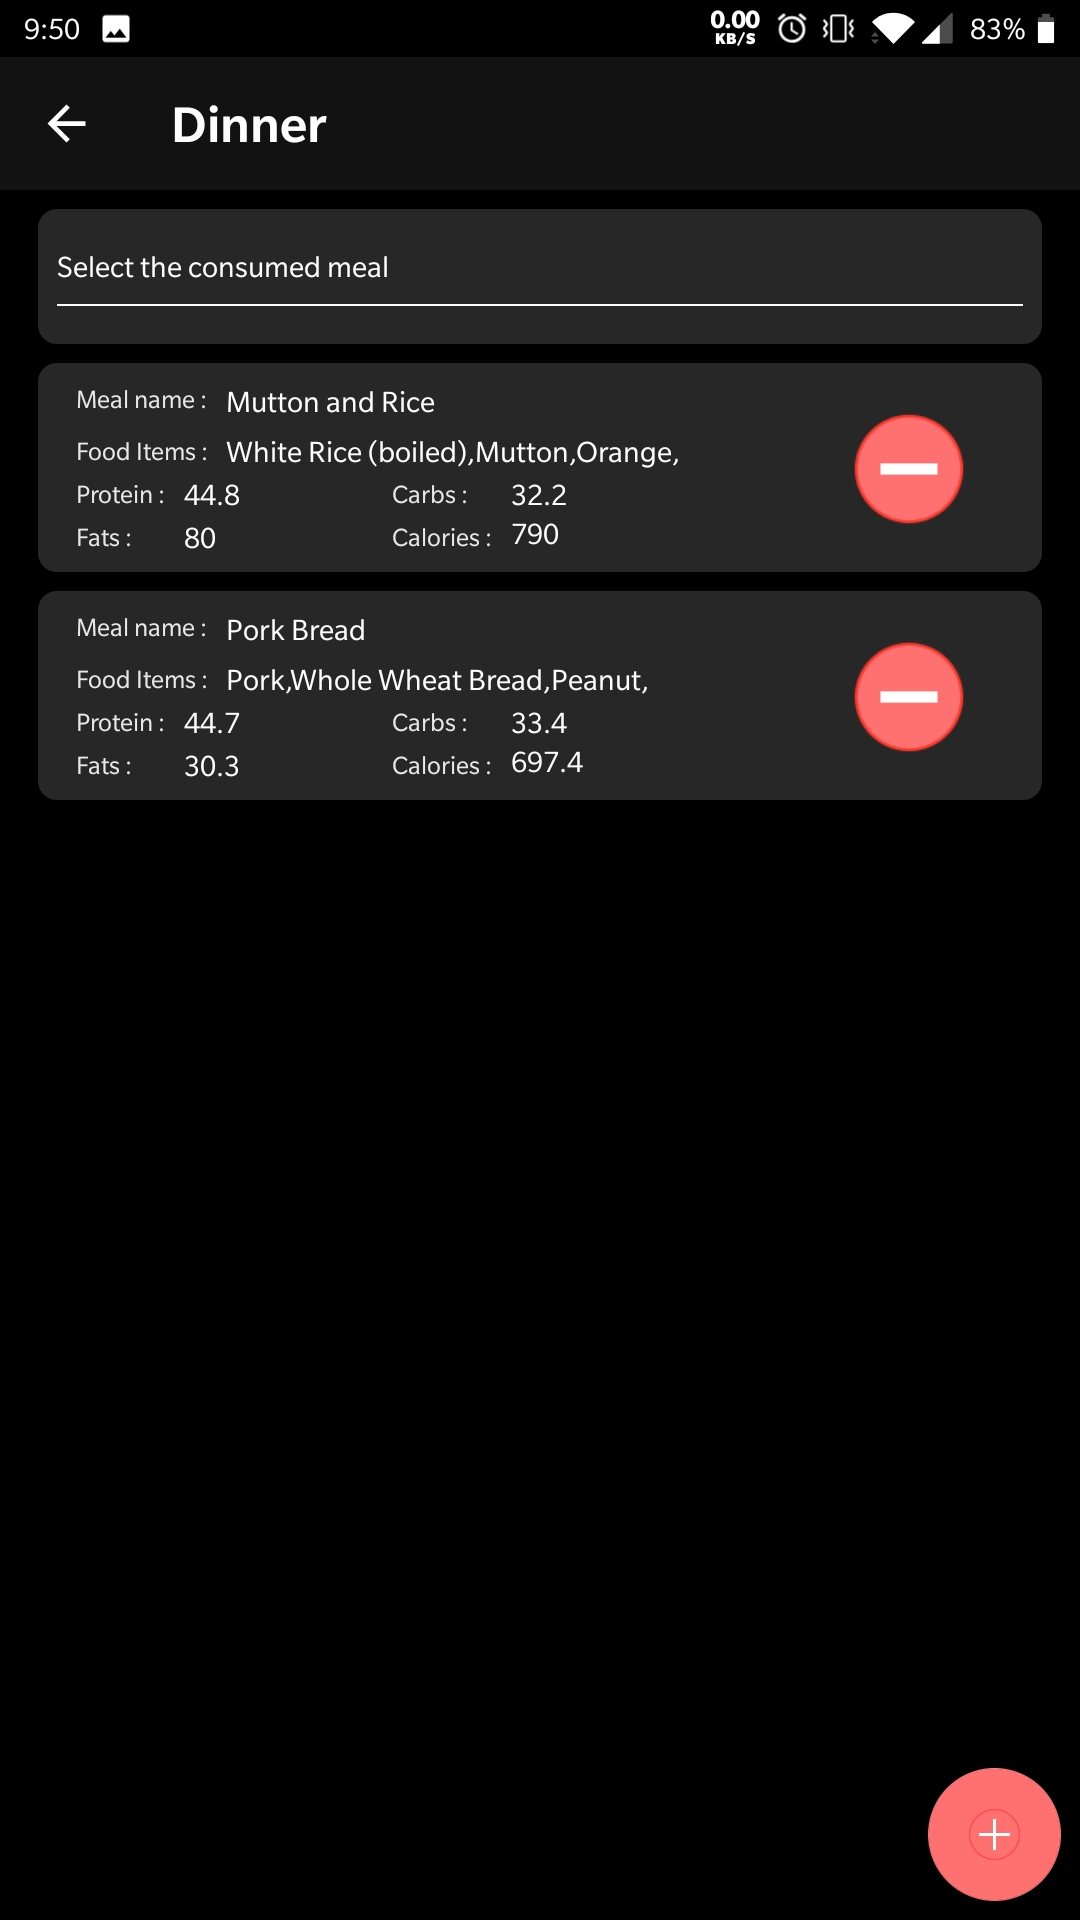 9:50 0.00 KB/S 83%
Dinner
Select the consumed meal
Meal name : Mutton and Rice
Food Items : White Rice (boiled),Mutton,Orange,
Protein : 44.8 Carbs : 32.2
Fats : 80 Calories : 790
Meal name : Pork Bread
Food Items : Pork,Whole Wheat Bread,Peanut,
Protein : 44.7 Carbs : 33.4
Fats : 30.3 Calories : 697.4